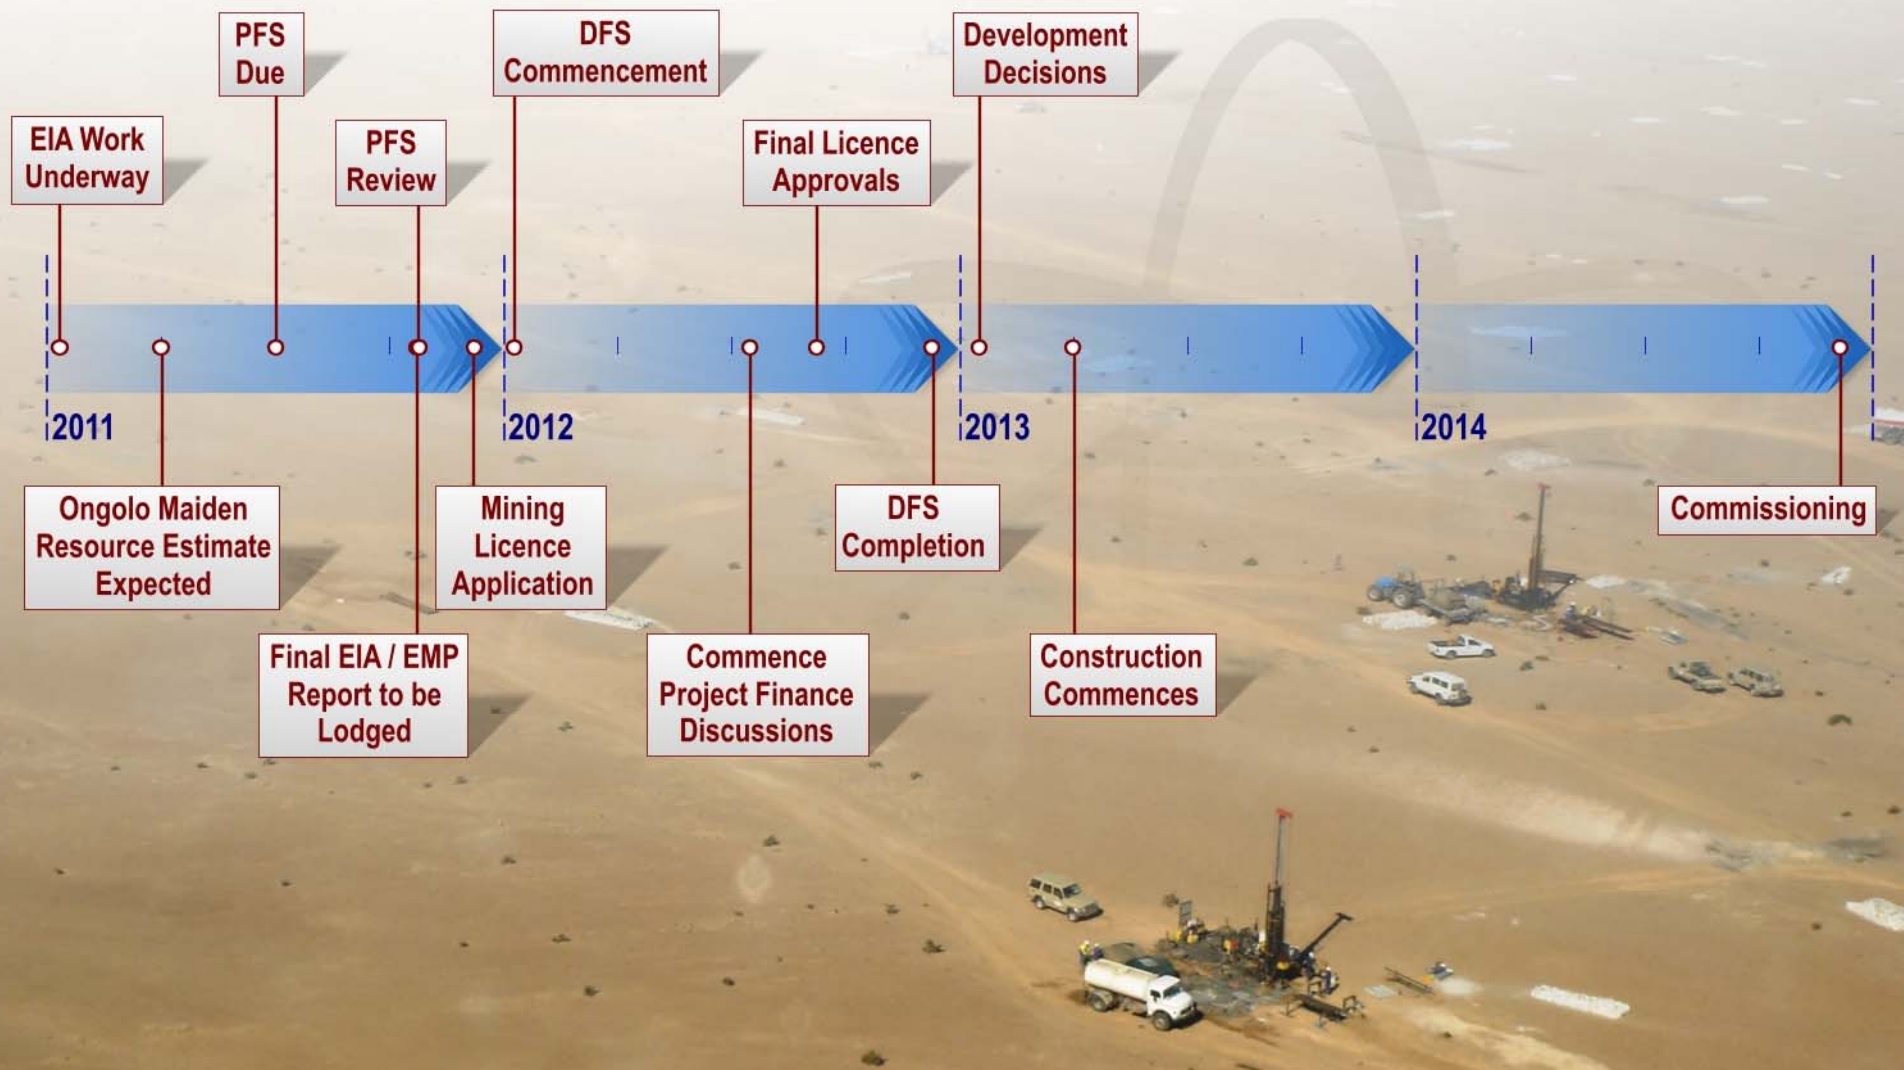 PFS
Due
DFS
Commencement
Development
Decisions
EIA Work
Underway
PFS
Review
Final Licence
Approvals
2011
2012
2013
2014
Ongolo Maiden
Resource Estimate
Expected
Mining
Licence
Application
DFS
Completion
Commissioning
Final EIA / EMP
Report to be
Lodged
Commence
Project Finance
Discussions
Construction
Commences